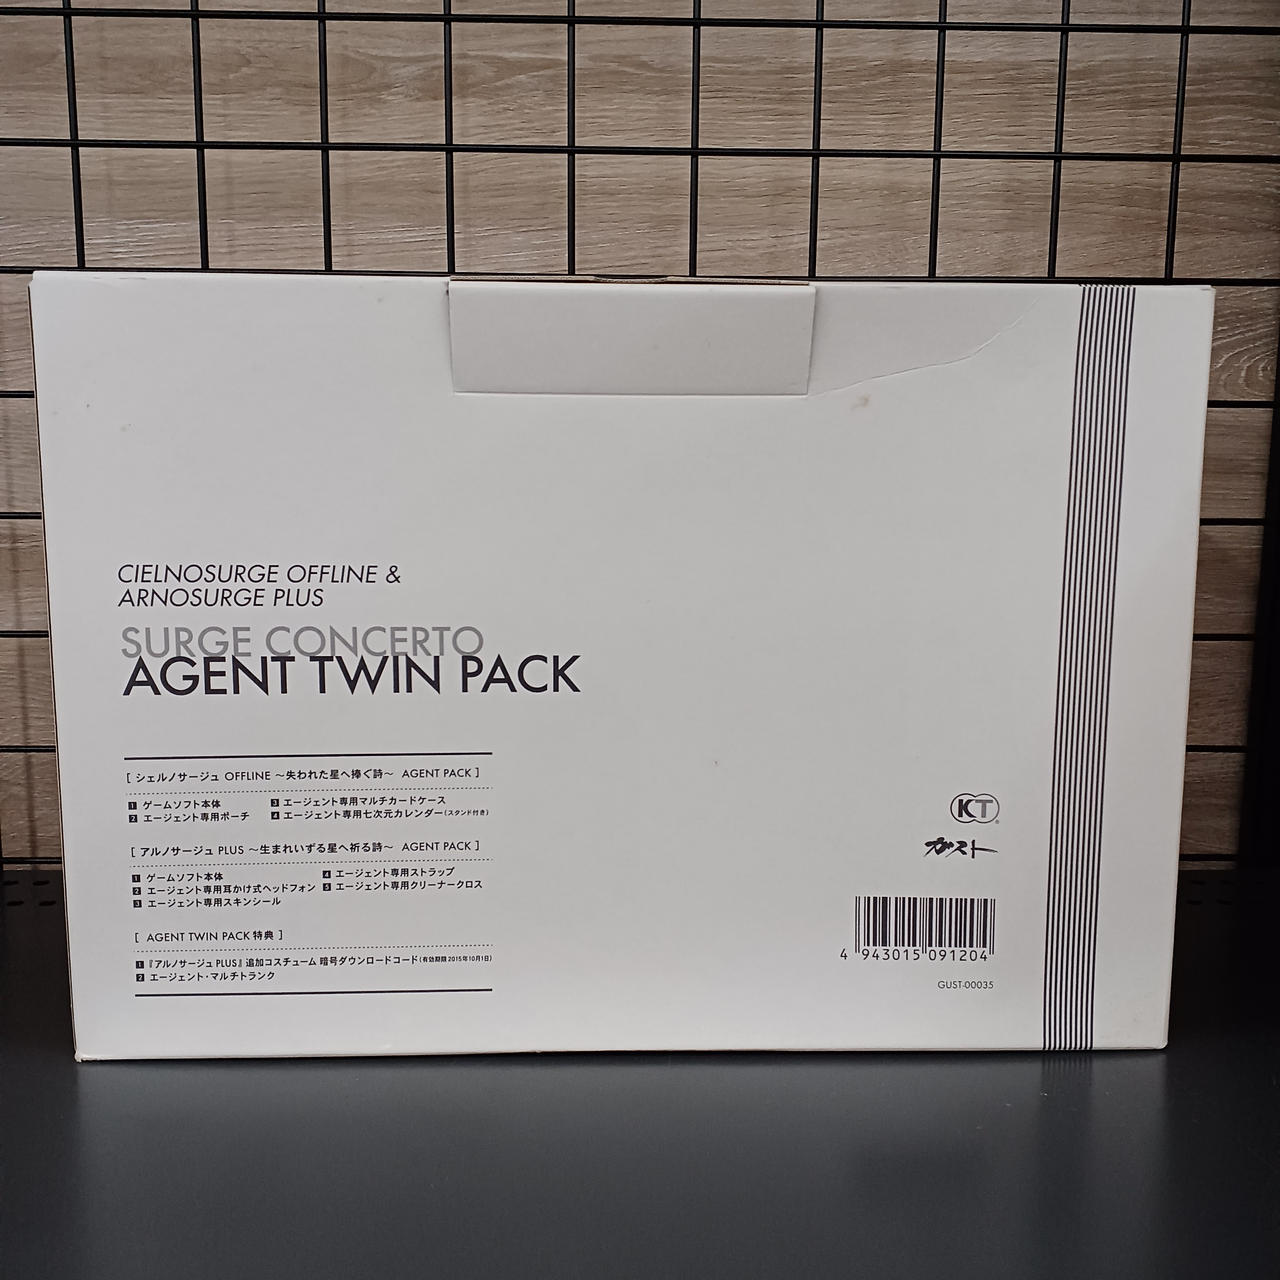 CIELNOSURGE OFFLINE &
ARNOSURGE PLUS
SURGE CONCERTO
AGENT TWIN PACK
[ シェルノサージュ OFFLINE ～失われた星へ捧ぐ詩～ AGENT PACK ]
1 ゲームソフト本体
2 エージェント専用ポーチ
3 エージェント専用マルチカードケース
4 エージェント専用七次元カレンダー(スタンド付き)
[ アルノサージュ PLUS ～生まれいずる星へ祈る詩～ AGENT PACK ]
1 ゲームソフト本体
2 エージェント専用耳かけ式ヘッドフォン
3 エージェント専用スキンシール
4 エージェント専用ストラップ
5 エージェント専用クリーナークロス
[ AGENT TWIN PACK 特典 ]
1 『アルノサージュ PLUS』 追加コスチューム 暗号ダウンロードコード(有効期限 2015年10月1日)
2 エージェント・マルチトランク
KT
ガスト
4 943015 091204
GUST-00035